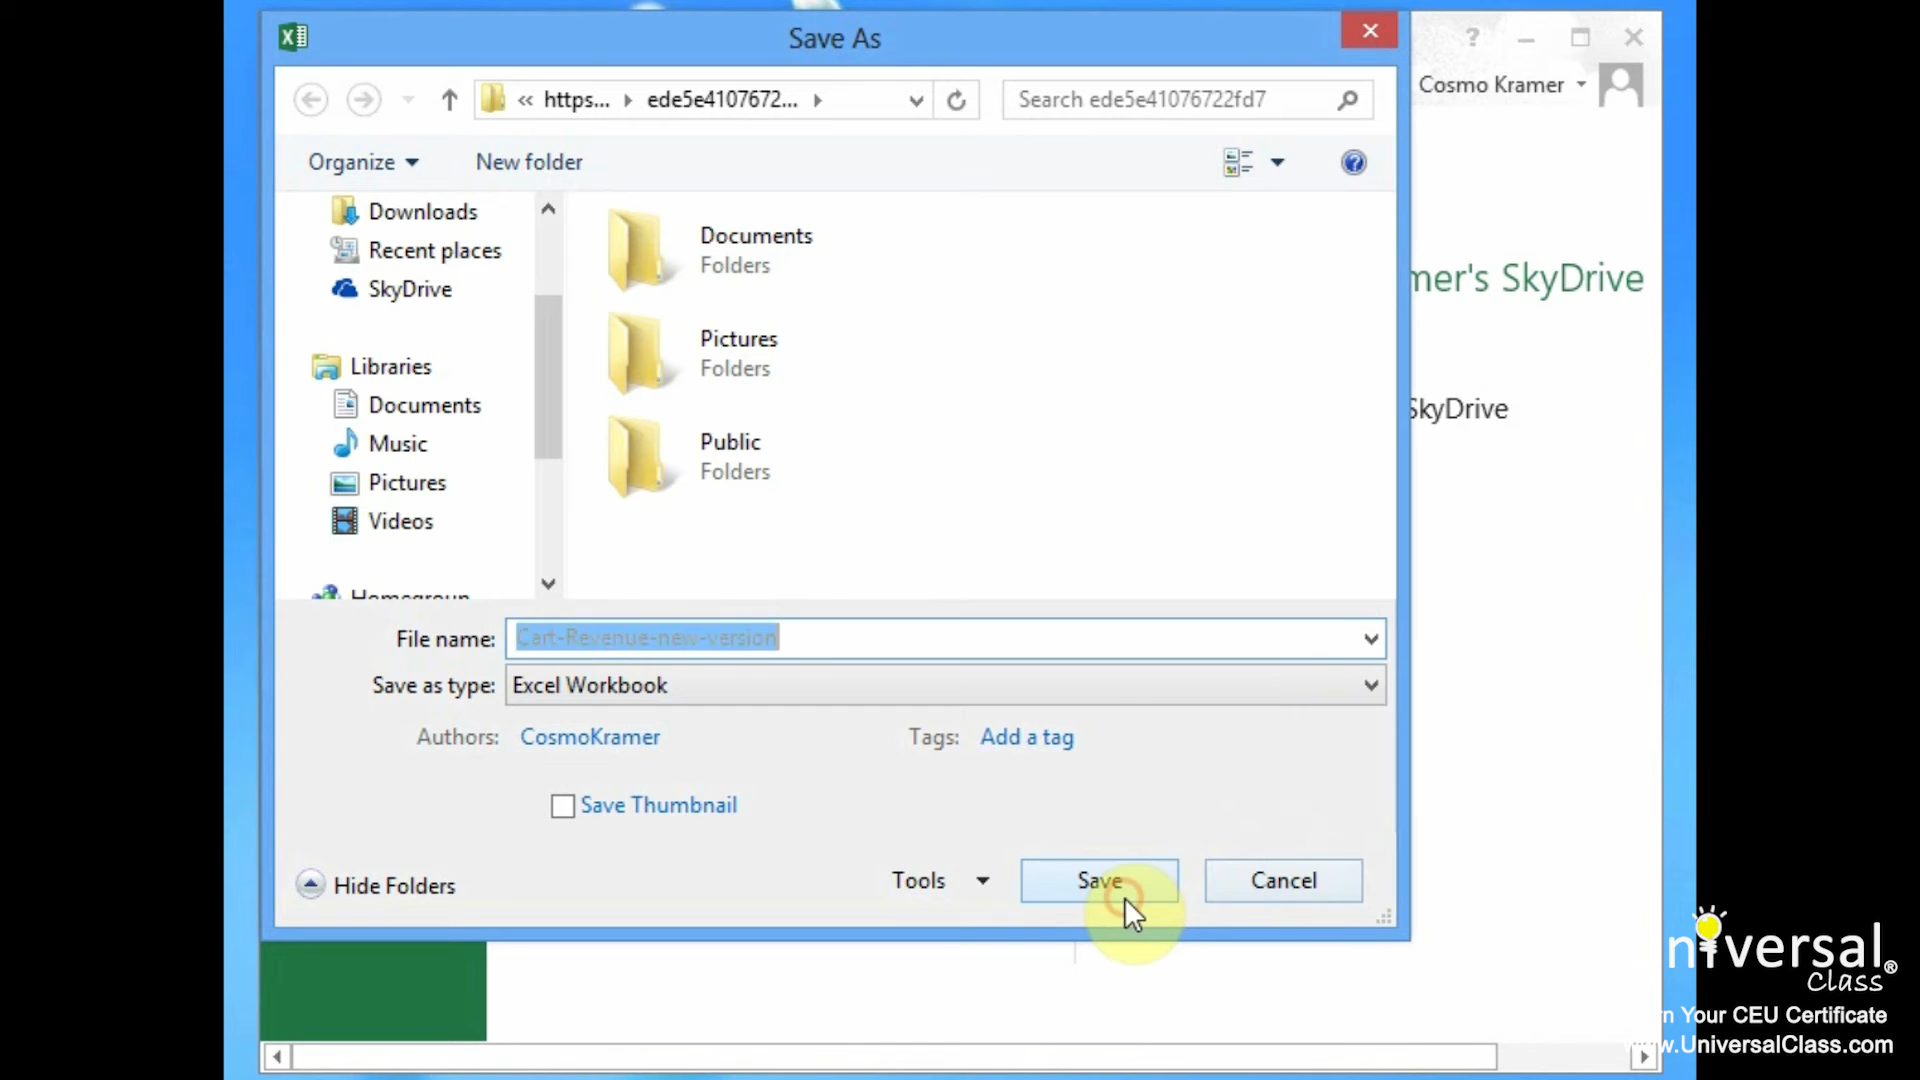 Save As
Cosmo Kramer
« https... ede5e4107672...
Search ede5e41076722fd7
Organize
New folder
Downloads
Recent places
SkyDrive
Libraries
Documents
Music
Pictures
Videos
Homegroup
Documents
Folders
Pictures
Folders
Public
Folders
mer's SkyDrive
SkyDrive
File name: Cart-Revenue-new-version
Save as type: Excel Workbook
Authors: CosmoKramer
Tags: Add a tag
Save Thumbnail
Hide Folders
Tools
Save
Cancel
universal
Class
®
n Your CEU Certificate
www.UniversalClass.com